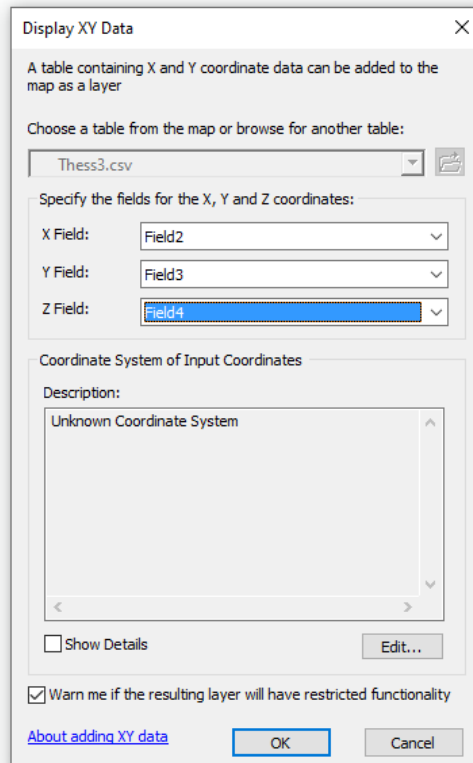 Display XY Data
A table containing X and Y coordinate data can be added to the
map as a layer
Choose a table from the map or browse for another table:
Thess3.csv
Specify the fields for the X, Y and Z coordinates:
X Field:
Field2
Y Field:
Field3
Z Field:
Field4
Coordinate System of Input Coordinates
Description:
Unknown Coordinate System
Show Details
Edit...
Warn me if the resulting layer will have restricted functionality
About adding XY data
OK
Cancel